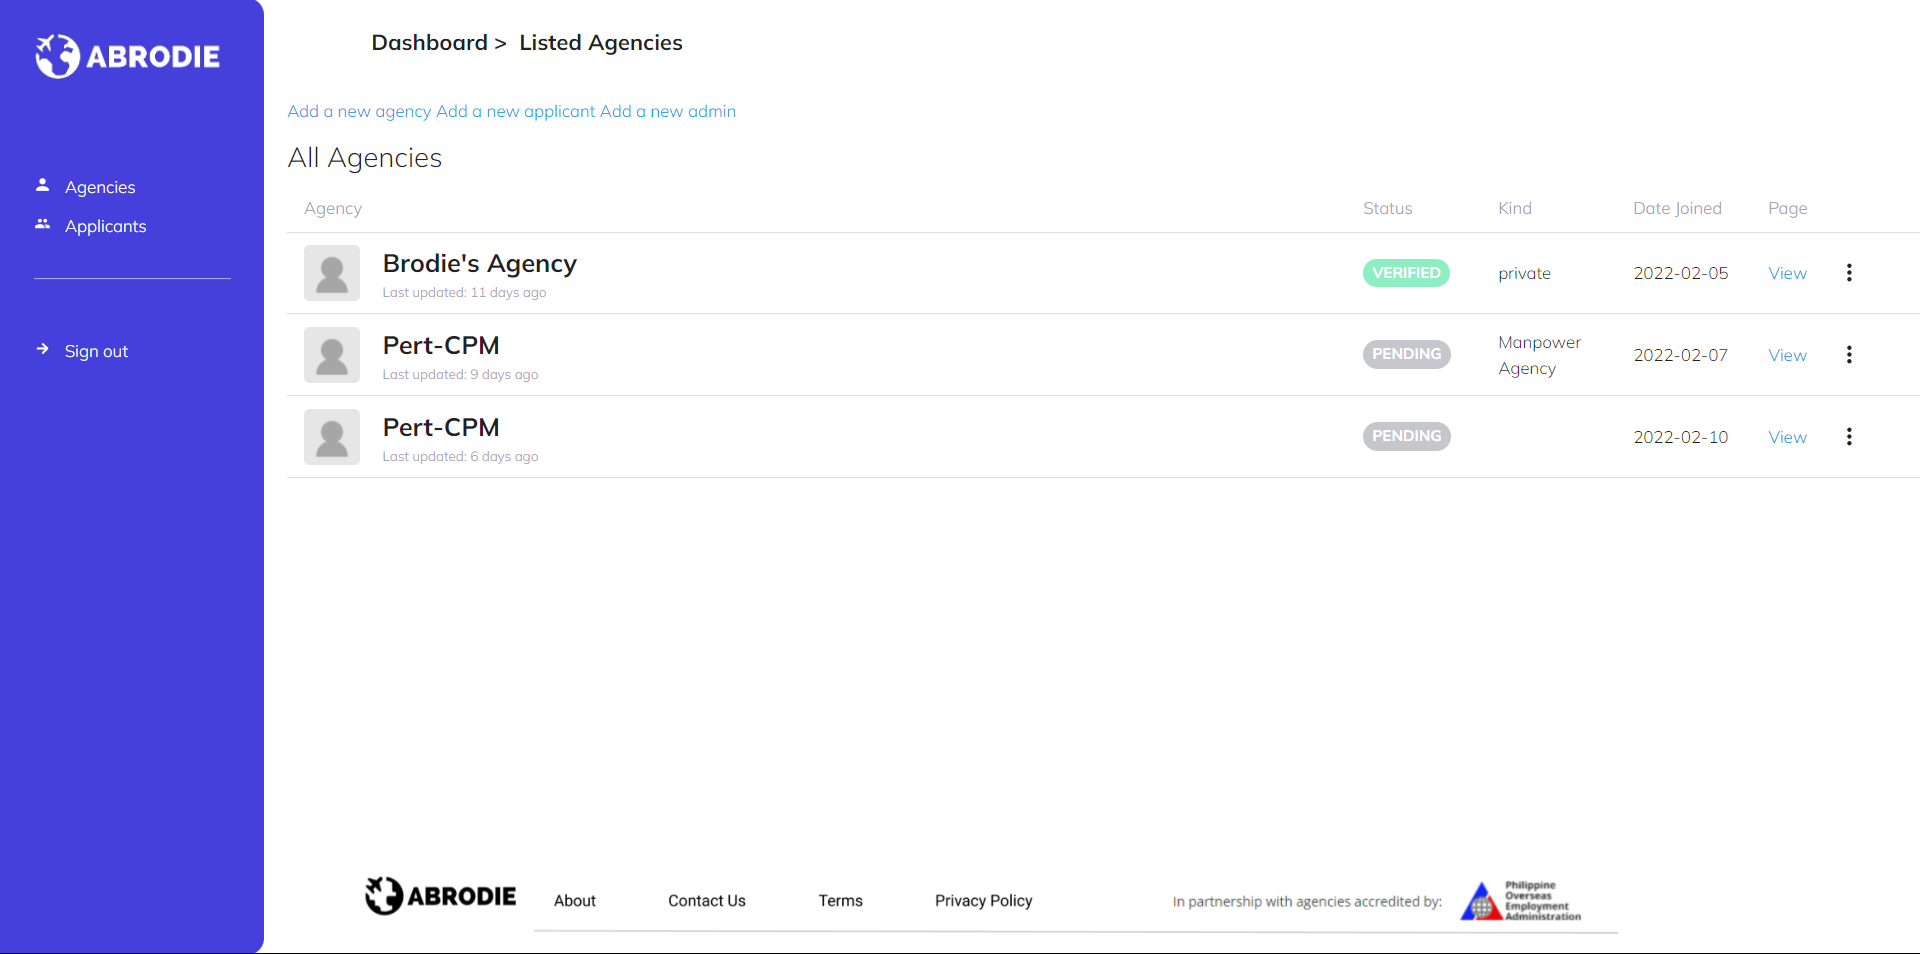 ABRODIE
Agencies
Applicants
Sign out
Dashboard > Listed Agencies
Add a new agency Add a new applicant Add a new admin
All Agencies
Agency Status Kind Date Joined Page
Brodie's Agency
Last updated: 11 days ago
VERIFIED private 2022-02-05 View
Pert-CPM
Last updated: 9 days ago
PENDING Manpower Agency 2022-02-07 View
Pert-CPM
Last updated: 6 days ago
PENDING 2022-02-10 View
ABRODIE About Contact Us Terms Privacy Policy In partnership with agencies accredited by:
Philippine
Overseas
Employment
Administration